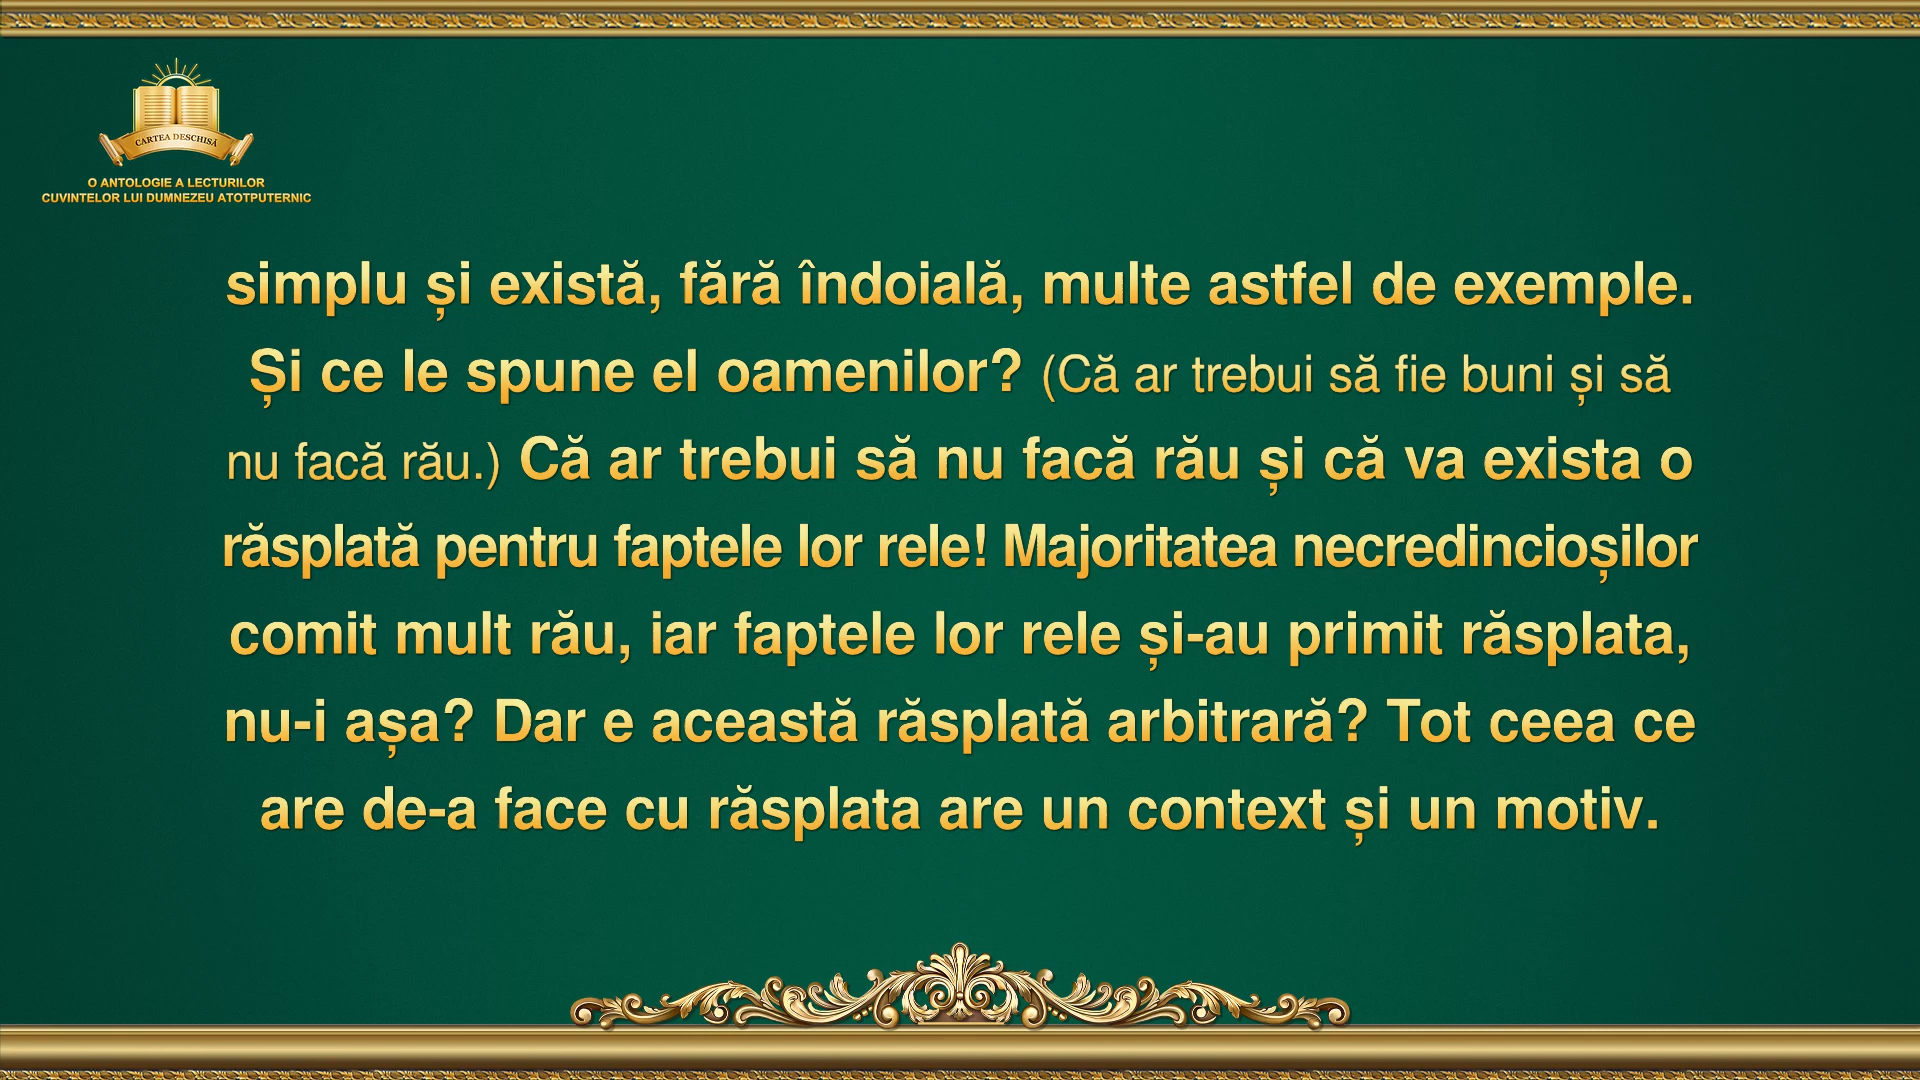 CARTEA DESCHISĂ
O ANTOLOGIE A LECTURILOR
CUVINTELOR LUI DUMNEZEU ATOTPUTERNIC
simplu și există, fără îndoială, multe astfel de exemple.
Și ce le spune el oamenilor? (Că ar trebui să fie buni și să
nu facă rău.) Că ar trebui să nu facă rău și că va exista o
răsplată pentru faptele lor rele! Majoritatea necredincioșilor
comit mult rău, iar faptele lor rele și-au primit răsplata,
nu-i așa? Dar e această răsplată arbitrară? Tot ceea ce
are de-a face cu răsplata are un context și un motiv.